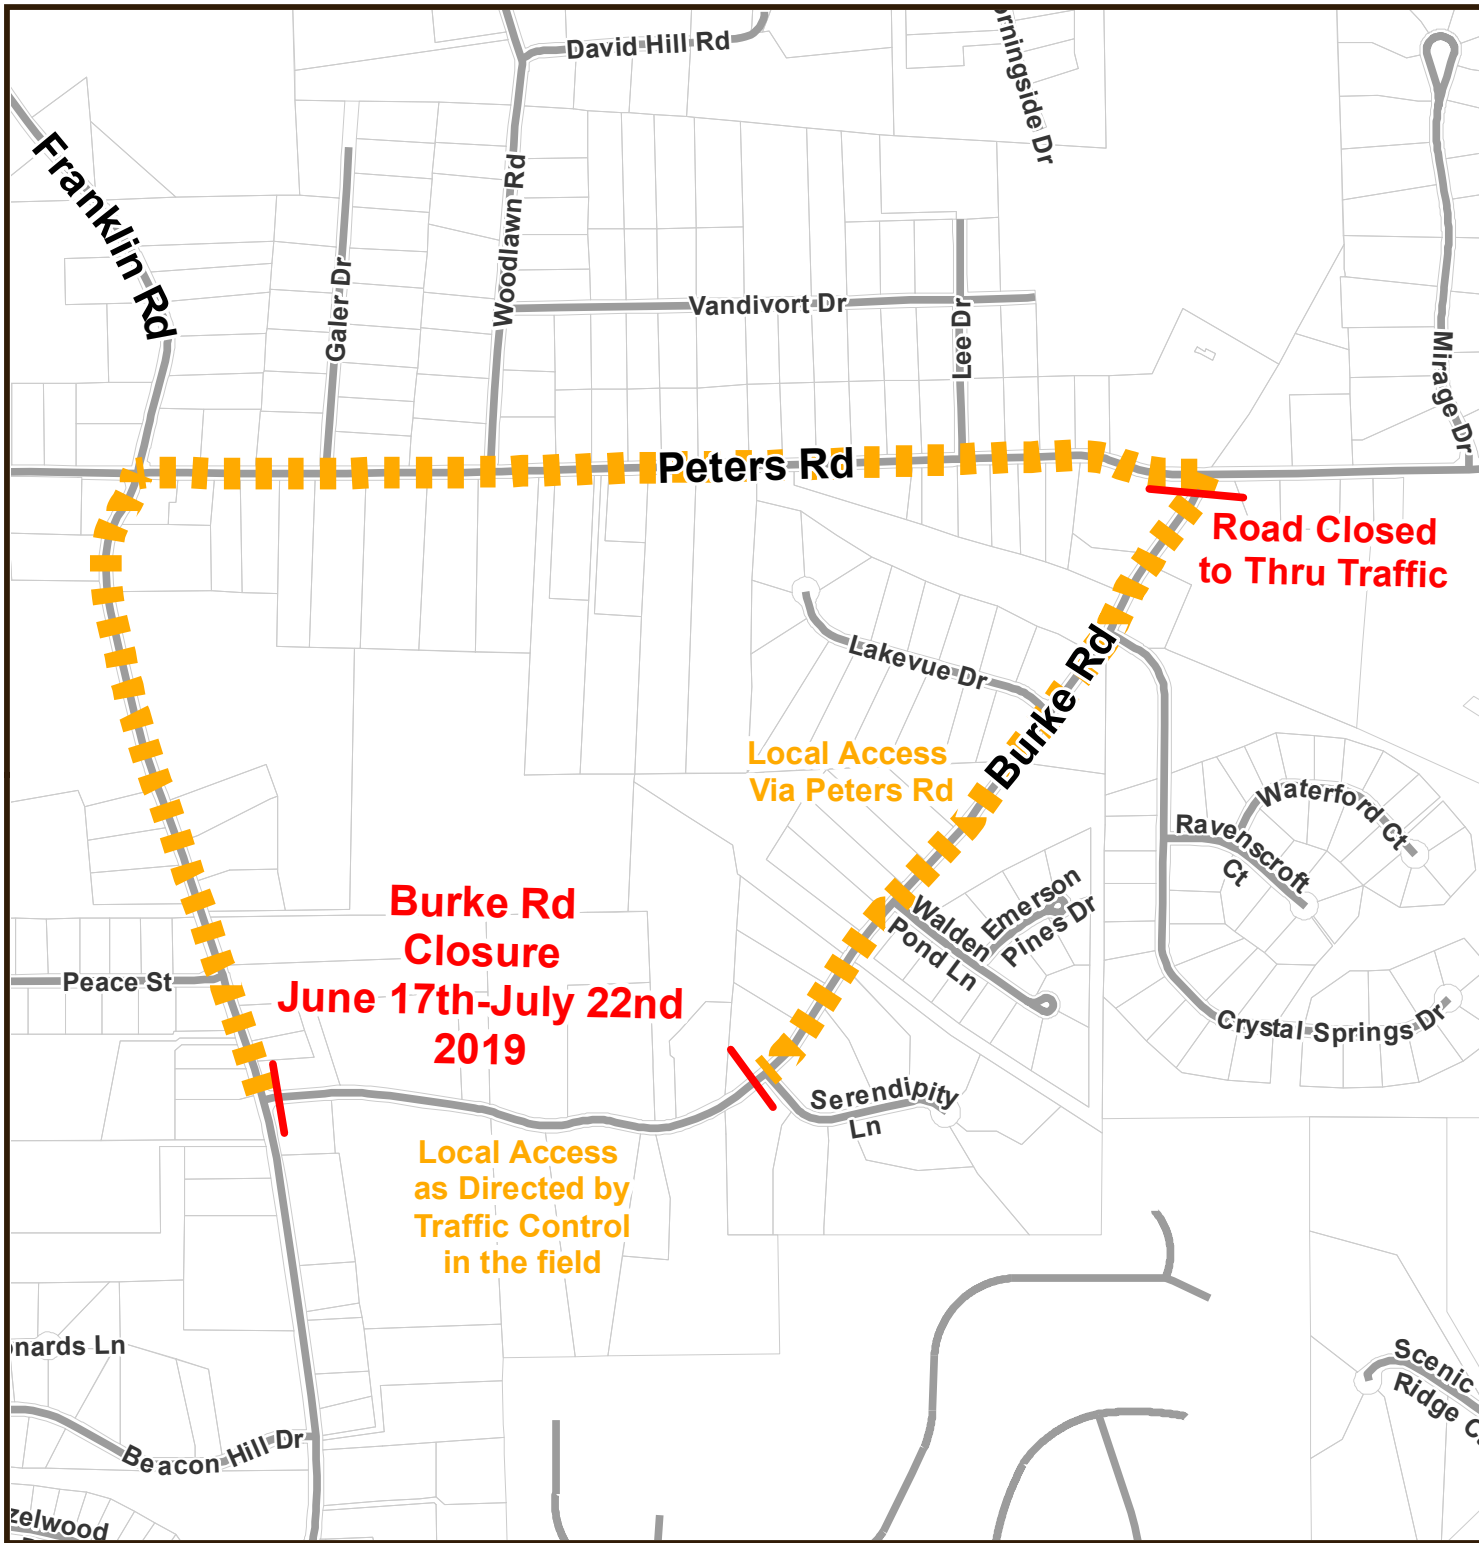 David Hill Rd
orningside Dr
Franklin Rd
Woodlawn Rd
Galer Dr
Vandivort Dr
Lee Dr
Mirage Dr
Peters Rd
Road Closed
to Thru Traffic
Burke Rd
Lakevue Dr
Local Access
Via Peters Rd
Waterford Ct
Ravenscroft
Ct
Burke Rd
Closure
June 17th-July 22nd
2019
Walden
Pond Ln
Emerson
Pines Dr
Peace St
Crystal Springs Dr
Serendipity
Ln
Local Access
as Directed by
Traffic Control
in the field
onards Ln
Scenic
Ridge C
Beacon Hill Dr
zelwood